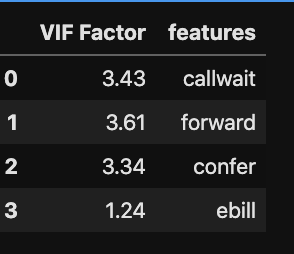 VIF Factor features
0 3.43 callwait
1 3.61 forward
2 3.34 confer
3 1.24 ebill